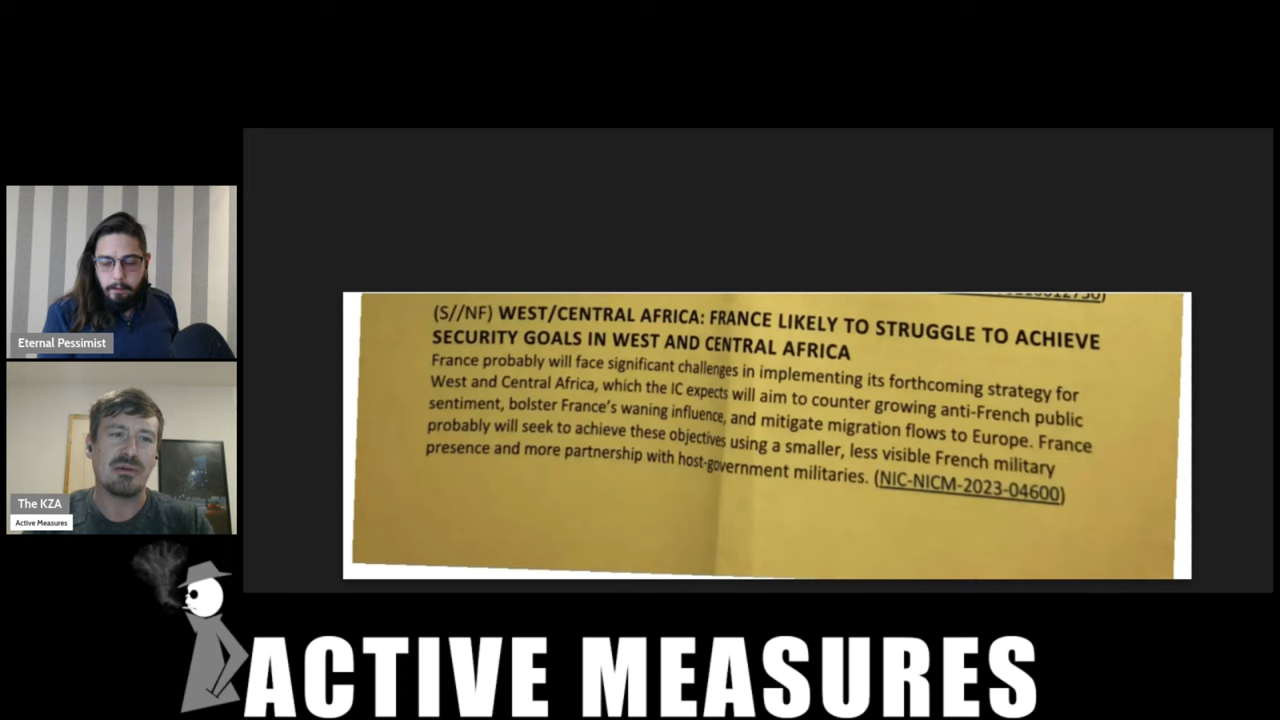 Eternal Pessimist
The KZA
Active Measures
(S//NF) WEST/CENTRAL AFRICA: FRANCE LIKELY TO STRUGGLE TO ACHIEVE
SECURITY GOALS IN WEST AND CENTRAL AFRICA
France probably will face significant challenges in implementing its forthcoming strategy for
West and Central Africa, which the IC expects will aim to counter growing anti-French public
sentiment, bolster France's waning influence, and mitigate migration flows to Europe. France
probably will seek to achieve these objectives using a smaller, less visible French military
presence and more partnership with host-government militaries. (NIC-NICM-2023-04600)
ACTIVE MEASURES